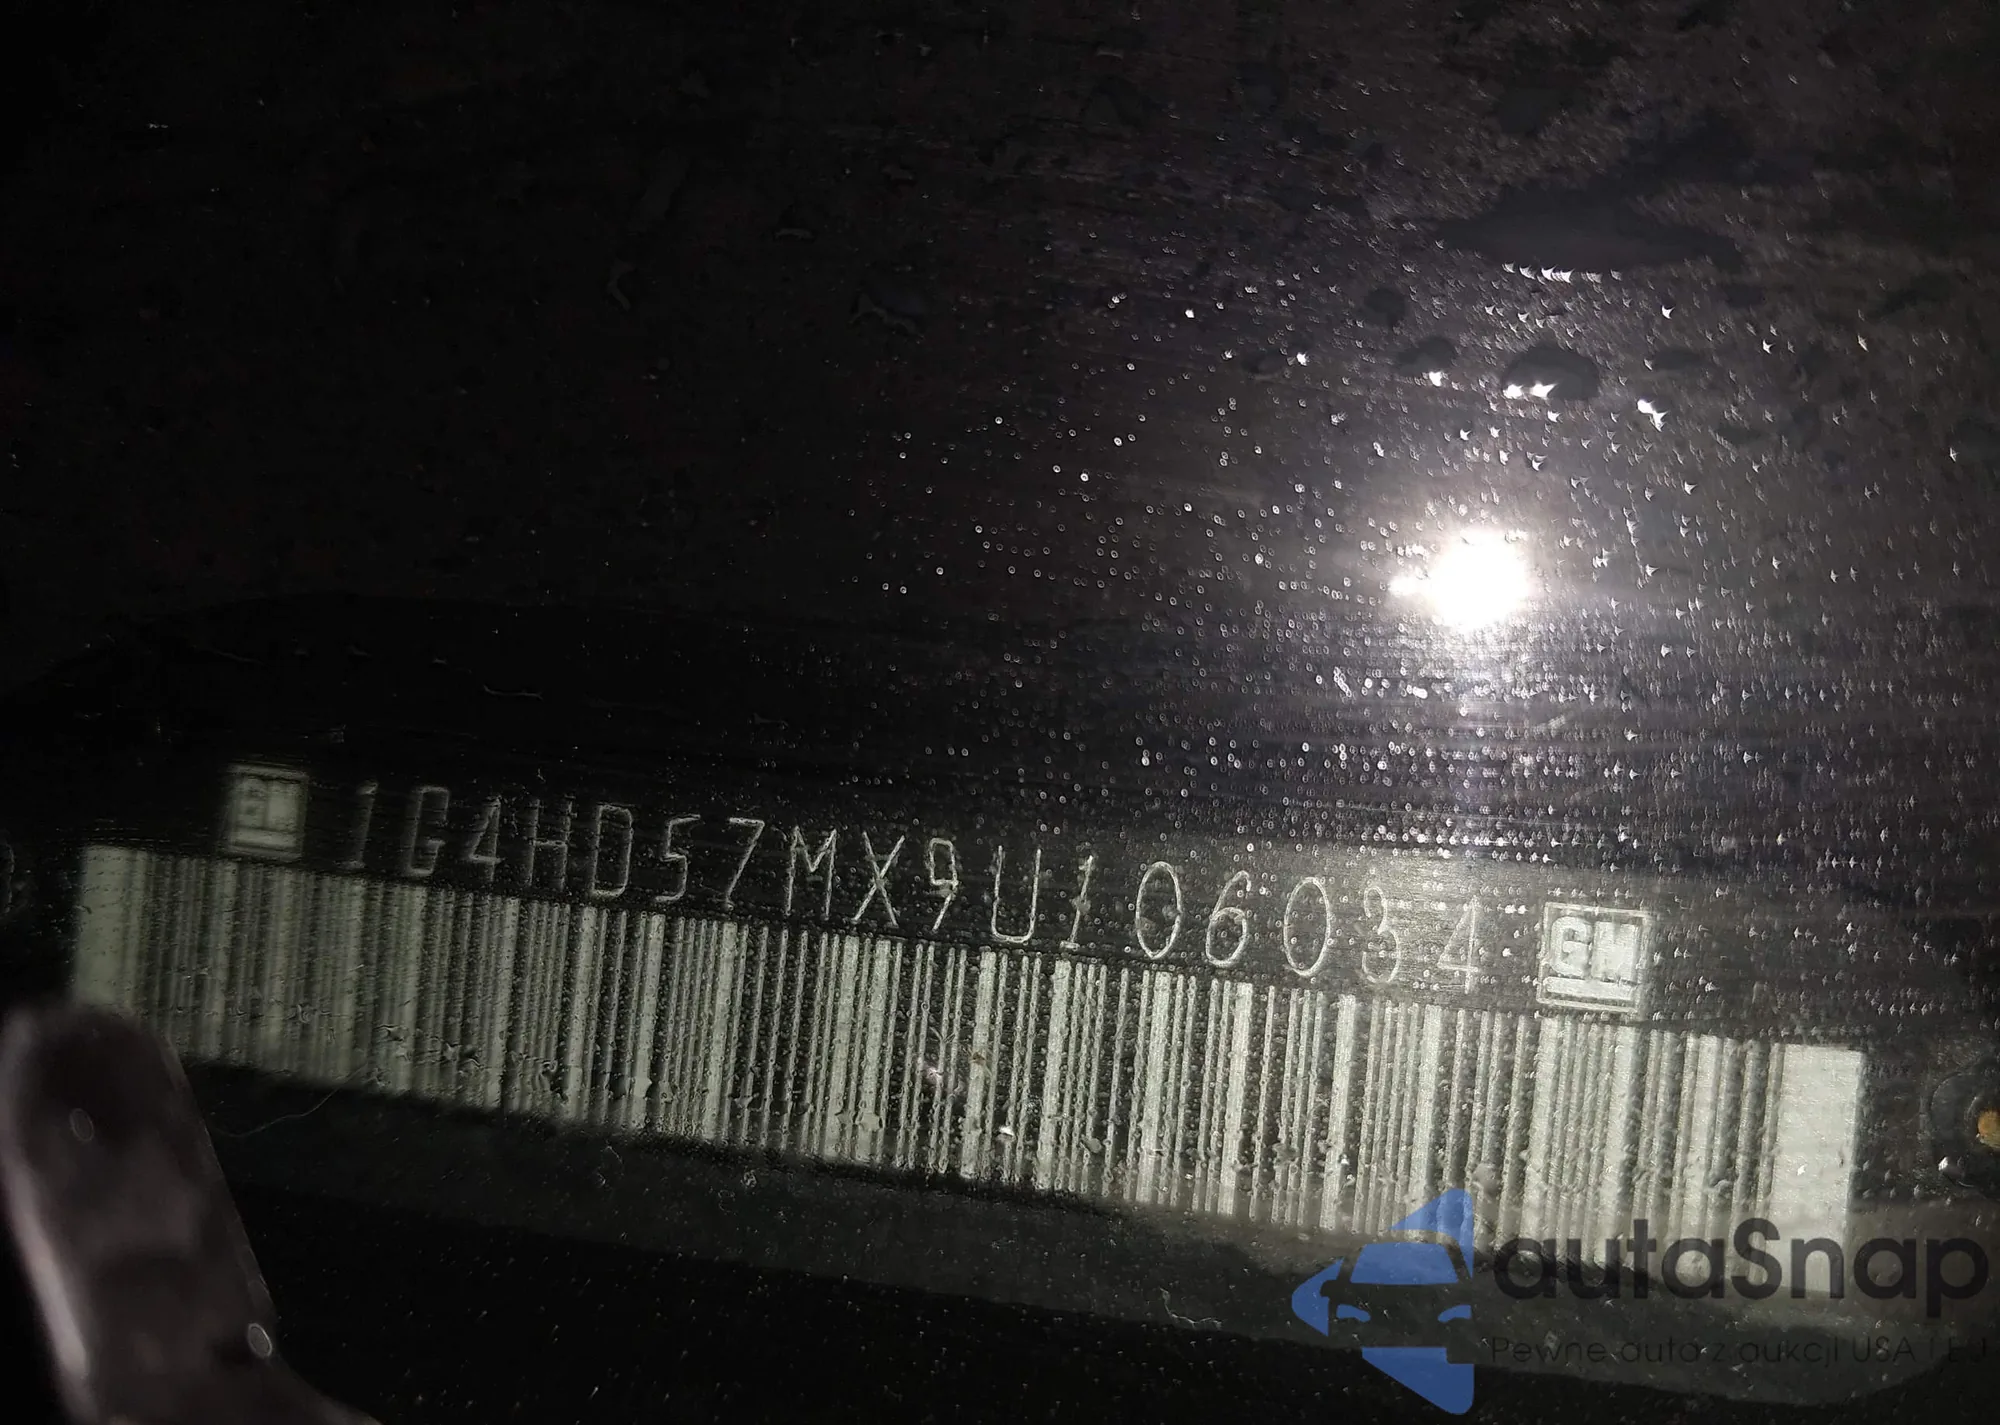 GM 1G4HD57MX9U106034 GM
autaSnap
Pewne auta z aukcji USA i EU